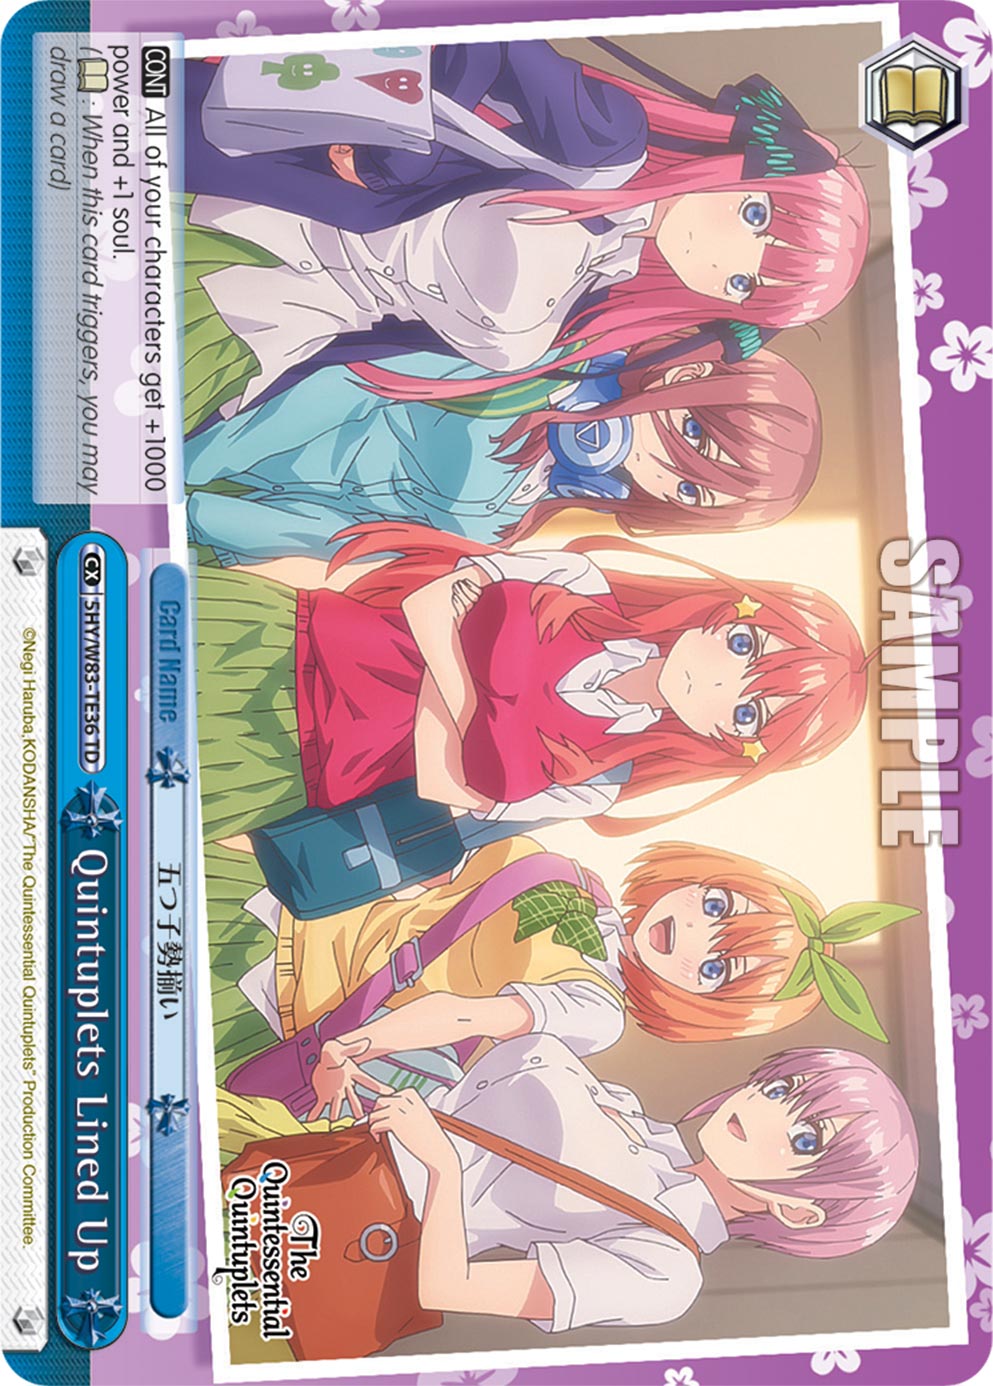 CONT All of your characters get +1000
power and +1 soul.
( : When this card triggers, you may
draw a card)
SAMPLE
Card Name
五つ子勢揃い
CX 5HY/W83-TE36 TD
Quintuplets Lined Up
©Negi Haruba,KODANSHA/"The Quintessential Quintuplets" Production Committee.
The
Quintessential
Quintuplets